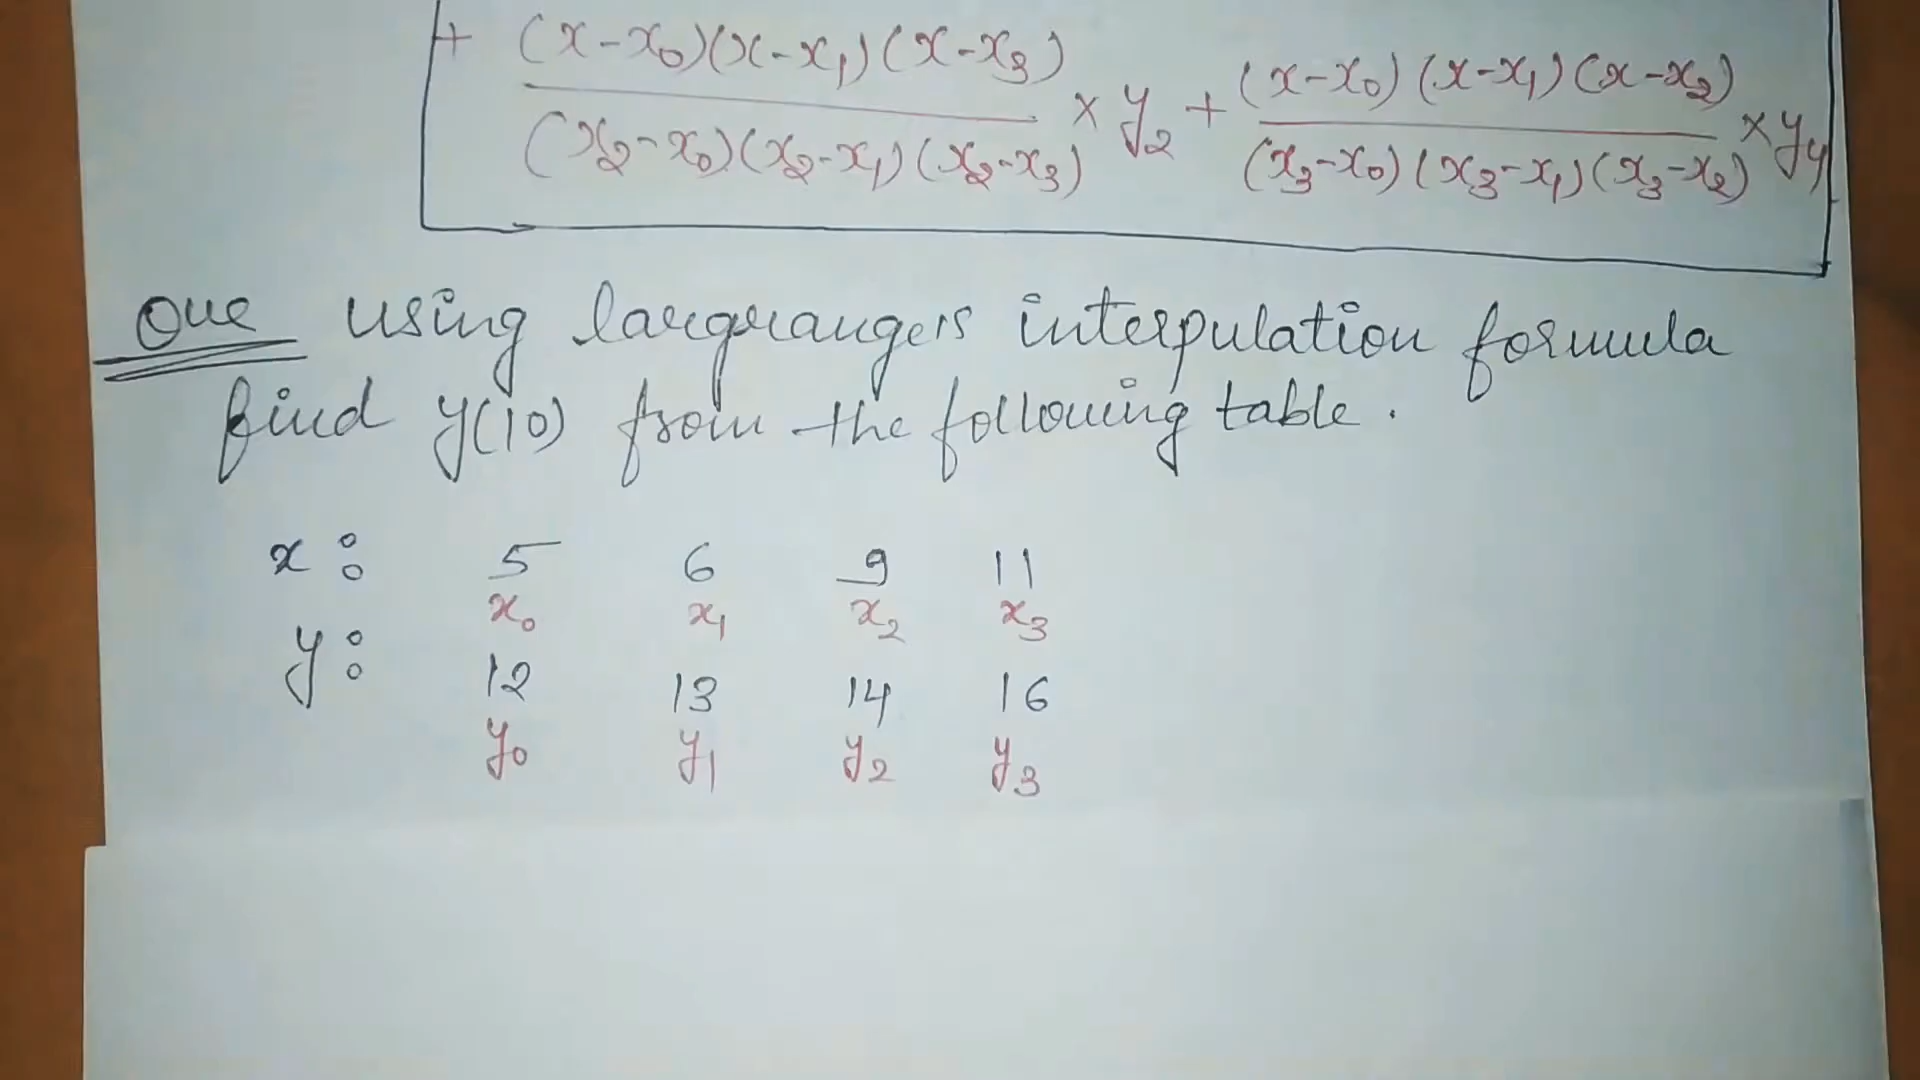 + (x-x₀)(x-x₁)(x-x₃)
(x₂-x₀)(x₂-x₁)(x₂-x₃)
× y₂ +
(x-x₀)(x-x₁)(x-x₂)
(x₃-x₀)(x₃-x₁)(x₃-x₂)
× y₄
Que using largrangers interpulation formula
find y(10) from the following table.
x: 5 6 9 11
x₀ x₁ x₂ x₃
y: 12 13 14 16
y₀ y₁ y₂ y₃